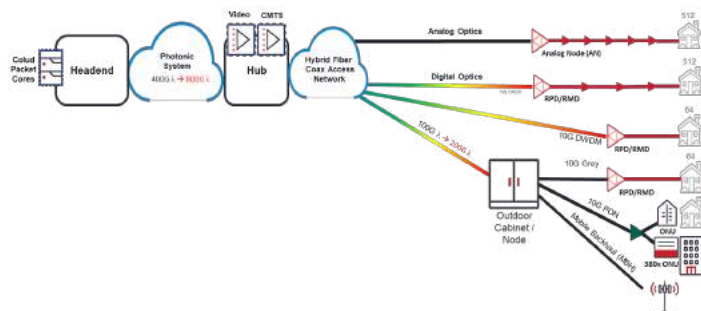 Video
CMTS
Colud
Packet
Cores
Headend
Photonic
System
400G λ → 800G λ
Hub
Hybrid Fiber
Coax Access
Network
Analog Optics
Analog Node (AN)
512
Digital Optics
RPD/RMD
512
10G DWDM
RPD/RMD
64
100G λ → 200G λ
10G Grey
RPD/RMD
64
Outdoor
Cabinet /
Node
10G PON
ONU
380x ONU
Mobile Backhaul (MBH)